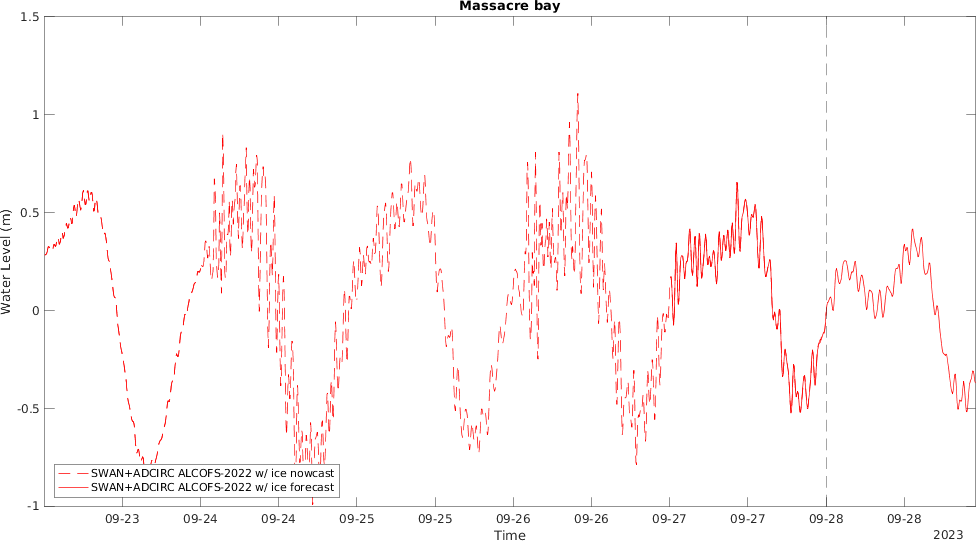 Massacre bay
1.5
1
0.5
0
-0.5
-1
Water Level (m)
SWAN+ADCIRC ALCOFS-2022 w/ ice nowcast
SWAN+ADCIRC ALCOFS-2022 w/ ice forecast
09-23 09-24 09-24 09-25 09-25 09-26 09-26 09-27 09-27 09-28 09-28
Time
2023